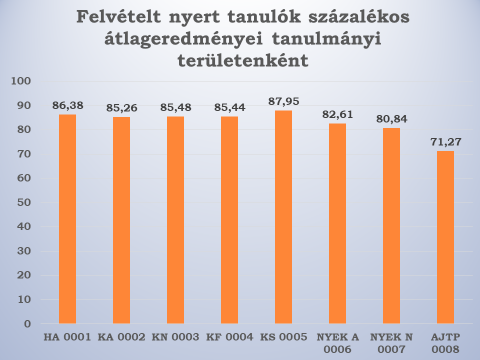 Felvételt nyert tanulók százalékos
átlageredményei tanulmányi
területenként
100
90
80
70
60
50
40
30
20
10
0
86,38
85,26
85,48
85,44
87,95
82,61
80,84
71,27
HA 0001
KA 0002
KN 0003
KF 0004
KS 0005
NYEK A
0006
NYEK N
0007
AJTP
0008